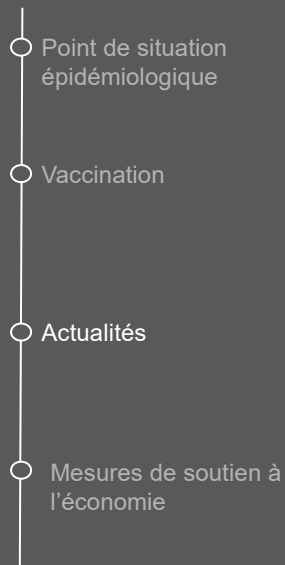 Point de situation
épidémiologique
Vaccination
Actualités
Mesures de soutien à
l’économie